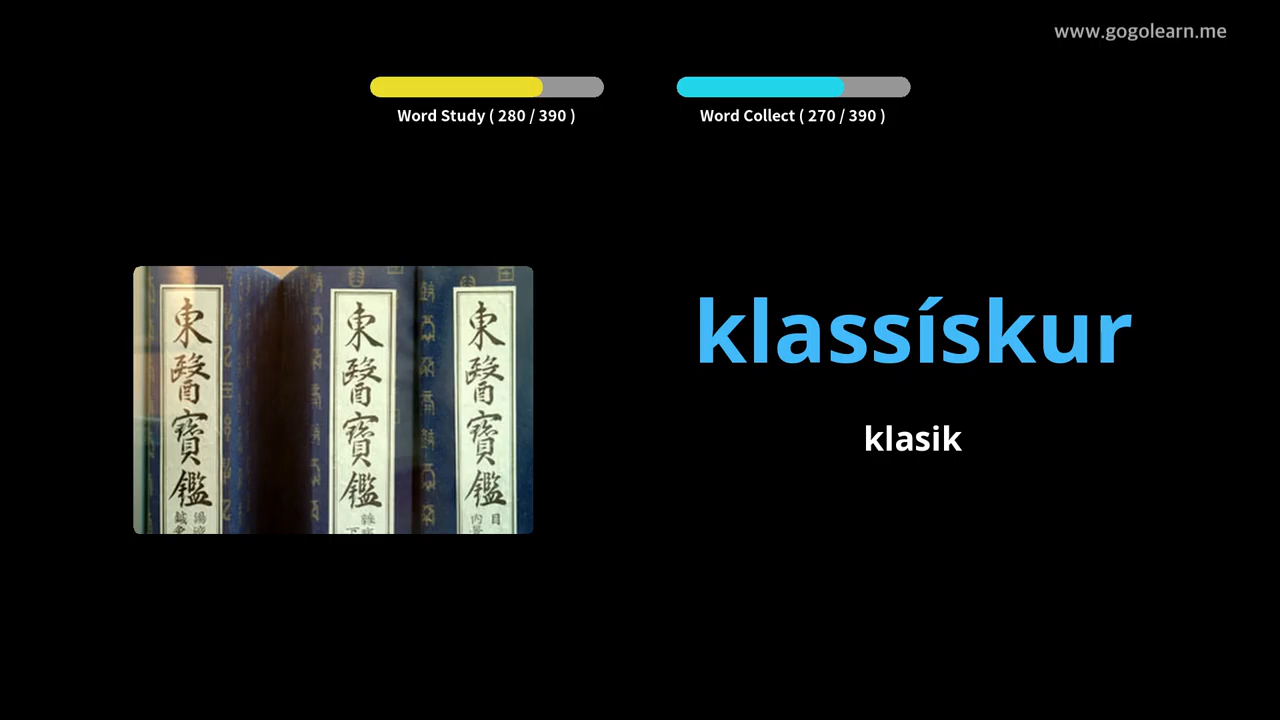 www.gogolearn.me
Word Study ( 280 / 390 )
Word Collect ( 270 / 390 )
東醫寶鑑
東醫寶鑑
東醫寶鑑
klassískur
klasik